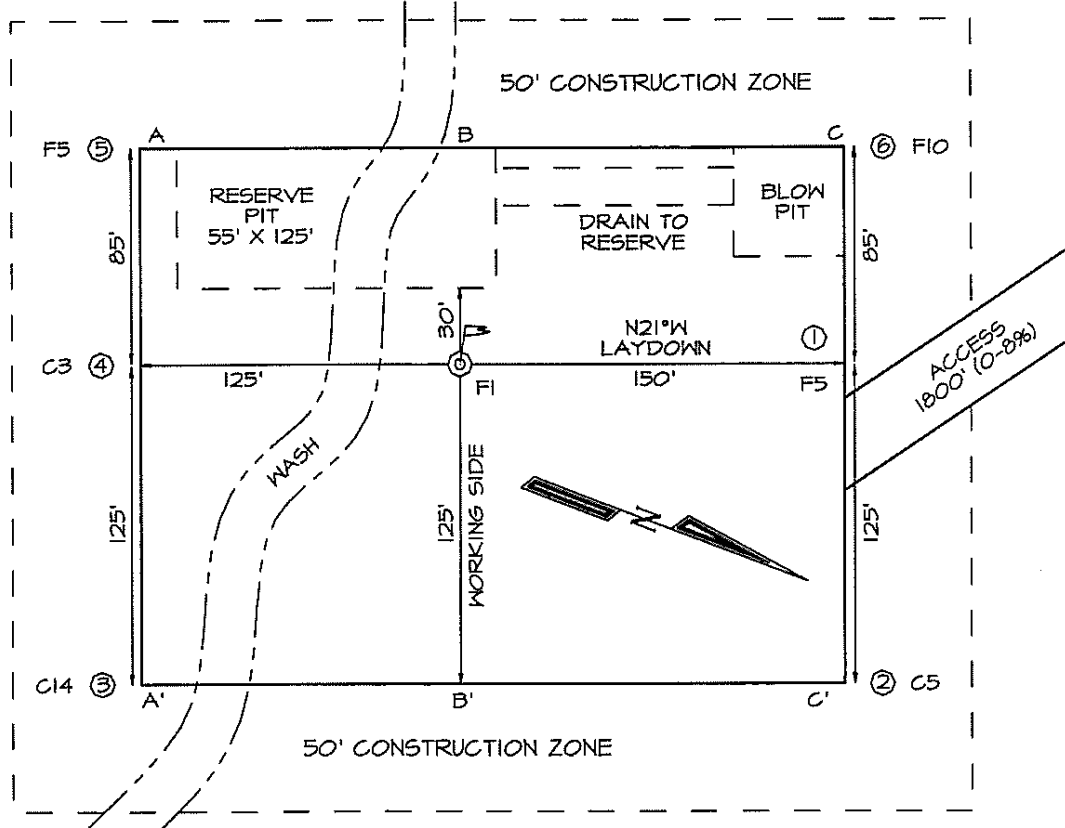 50' CONSTRUCTION ZONE
A
B
C
F5 5
6 F10
RESERVE
PIT
55' X 125'
BLOW
PIT
DRAIN TO
RESERVE
85'
85'
30'
N21°W
LAYDOWN
1
C3 4
125'
F1
150'
F5
ACCESS
1800' (0-8%)
WASH
125'
125'
WORKING SIDE
N
125'
C14 3
2 C5
A'
B'
C'
50' CONSTRUCTION ZONE